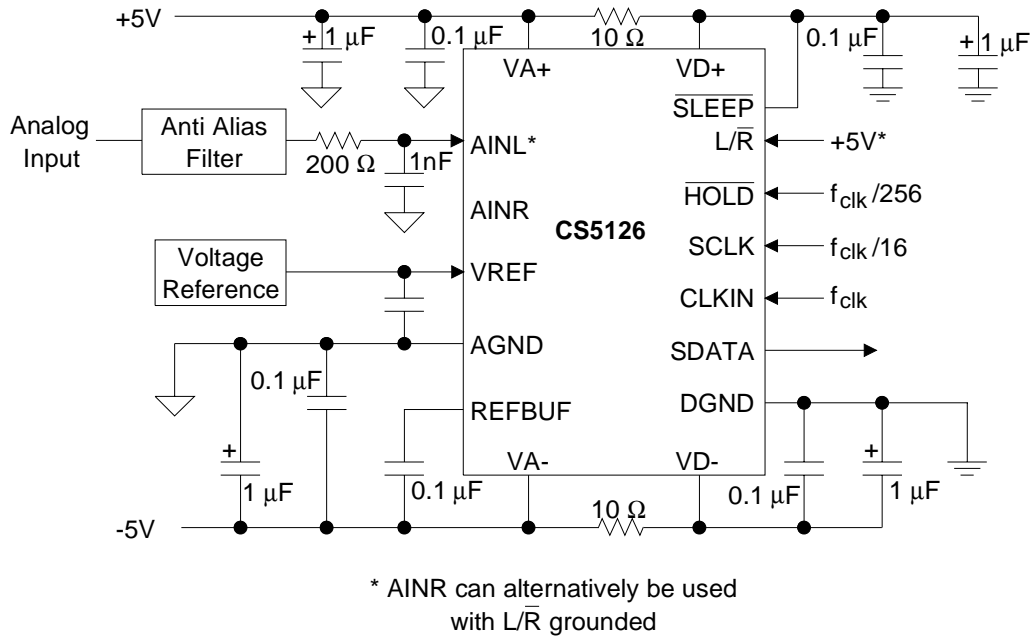 +5V
+ 1 μF
0.1 μF
10 Ω
0.1 μF
+ 1 μF
VA+
VD+
SLEEP
Analog
Input
Anti Alias
Filter
200 Ω
1nF
AINL*
L/R
+5V*
AINR
HOLD
f_clk /256
CS5126
SCLK
f_clk /16
Voltage
Reference
VREF
CLKIN
f_clk
AGND
SDATA
0.1 μF
REFBUF
DGND
+
1 μF
0.1 μF
VA-
VD-
0.1 μF
+
1 μF
-5V
10 Ω
* AINR can alternatively be used
with L/R grounded